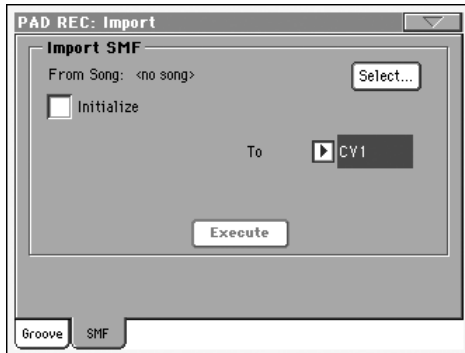 PAD REC: Import
Import SMF
From Song: <no song>
Select...
Initialize
To
CV1
Execute
Groove
SMF